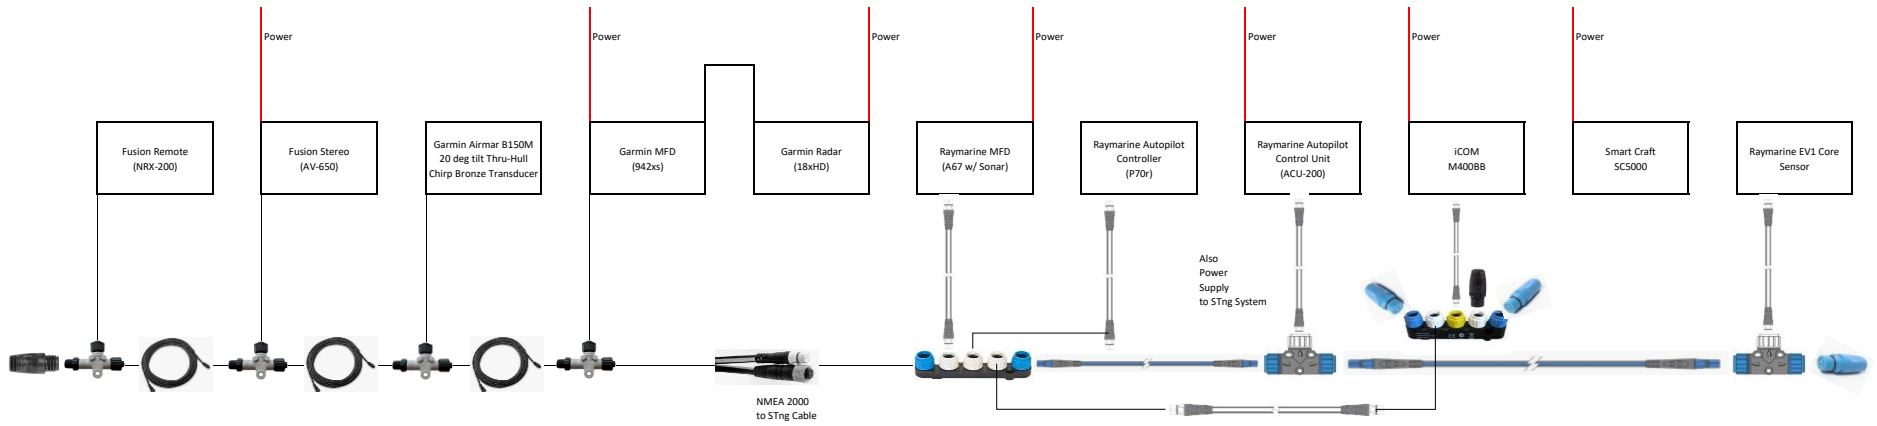 Power
Power
Power
Power
Power
Power
Power
Fusion Remote
(NRX-200)
Fusion Stereo
(AV-650)
Garmin Airmar B150M
20 deg tilt Thru-Hull
Chirp Bronze Transducer
Garmin MFD
(942xs)
Garmin Radar
(18xHD)
Raymarine MFD
(A67 w/ Sonar)
Raymarine Autopilot
Controller
(P70r)
Raymarine Autopilot
Control Unit
(ACU-200)
iCOM
M400BB
Smart Craft
SC5000
Raymarine EV1 Core
Sensor
Also
Power
Supply
to STng System
NMEA 2000
to STng Cable